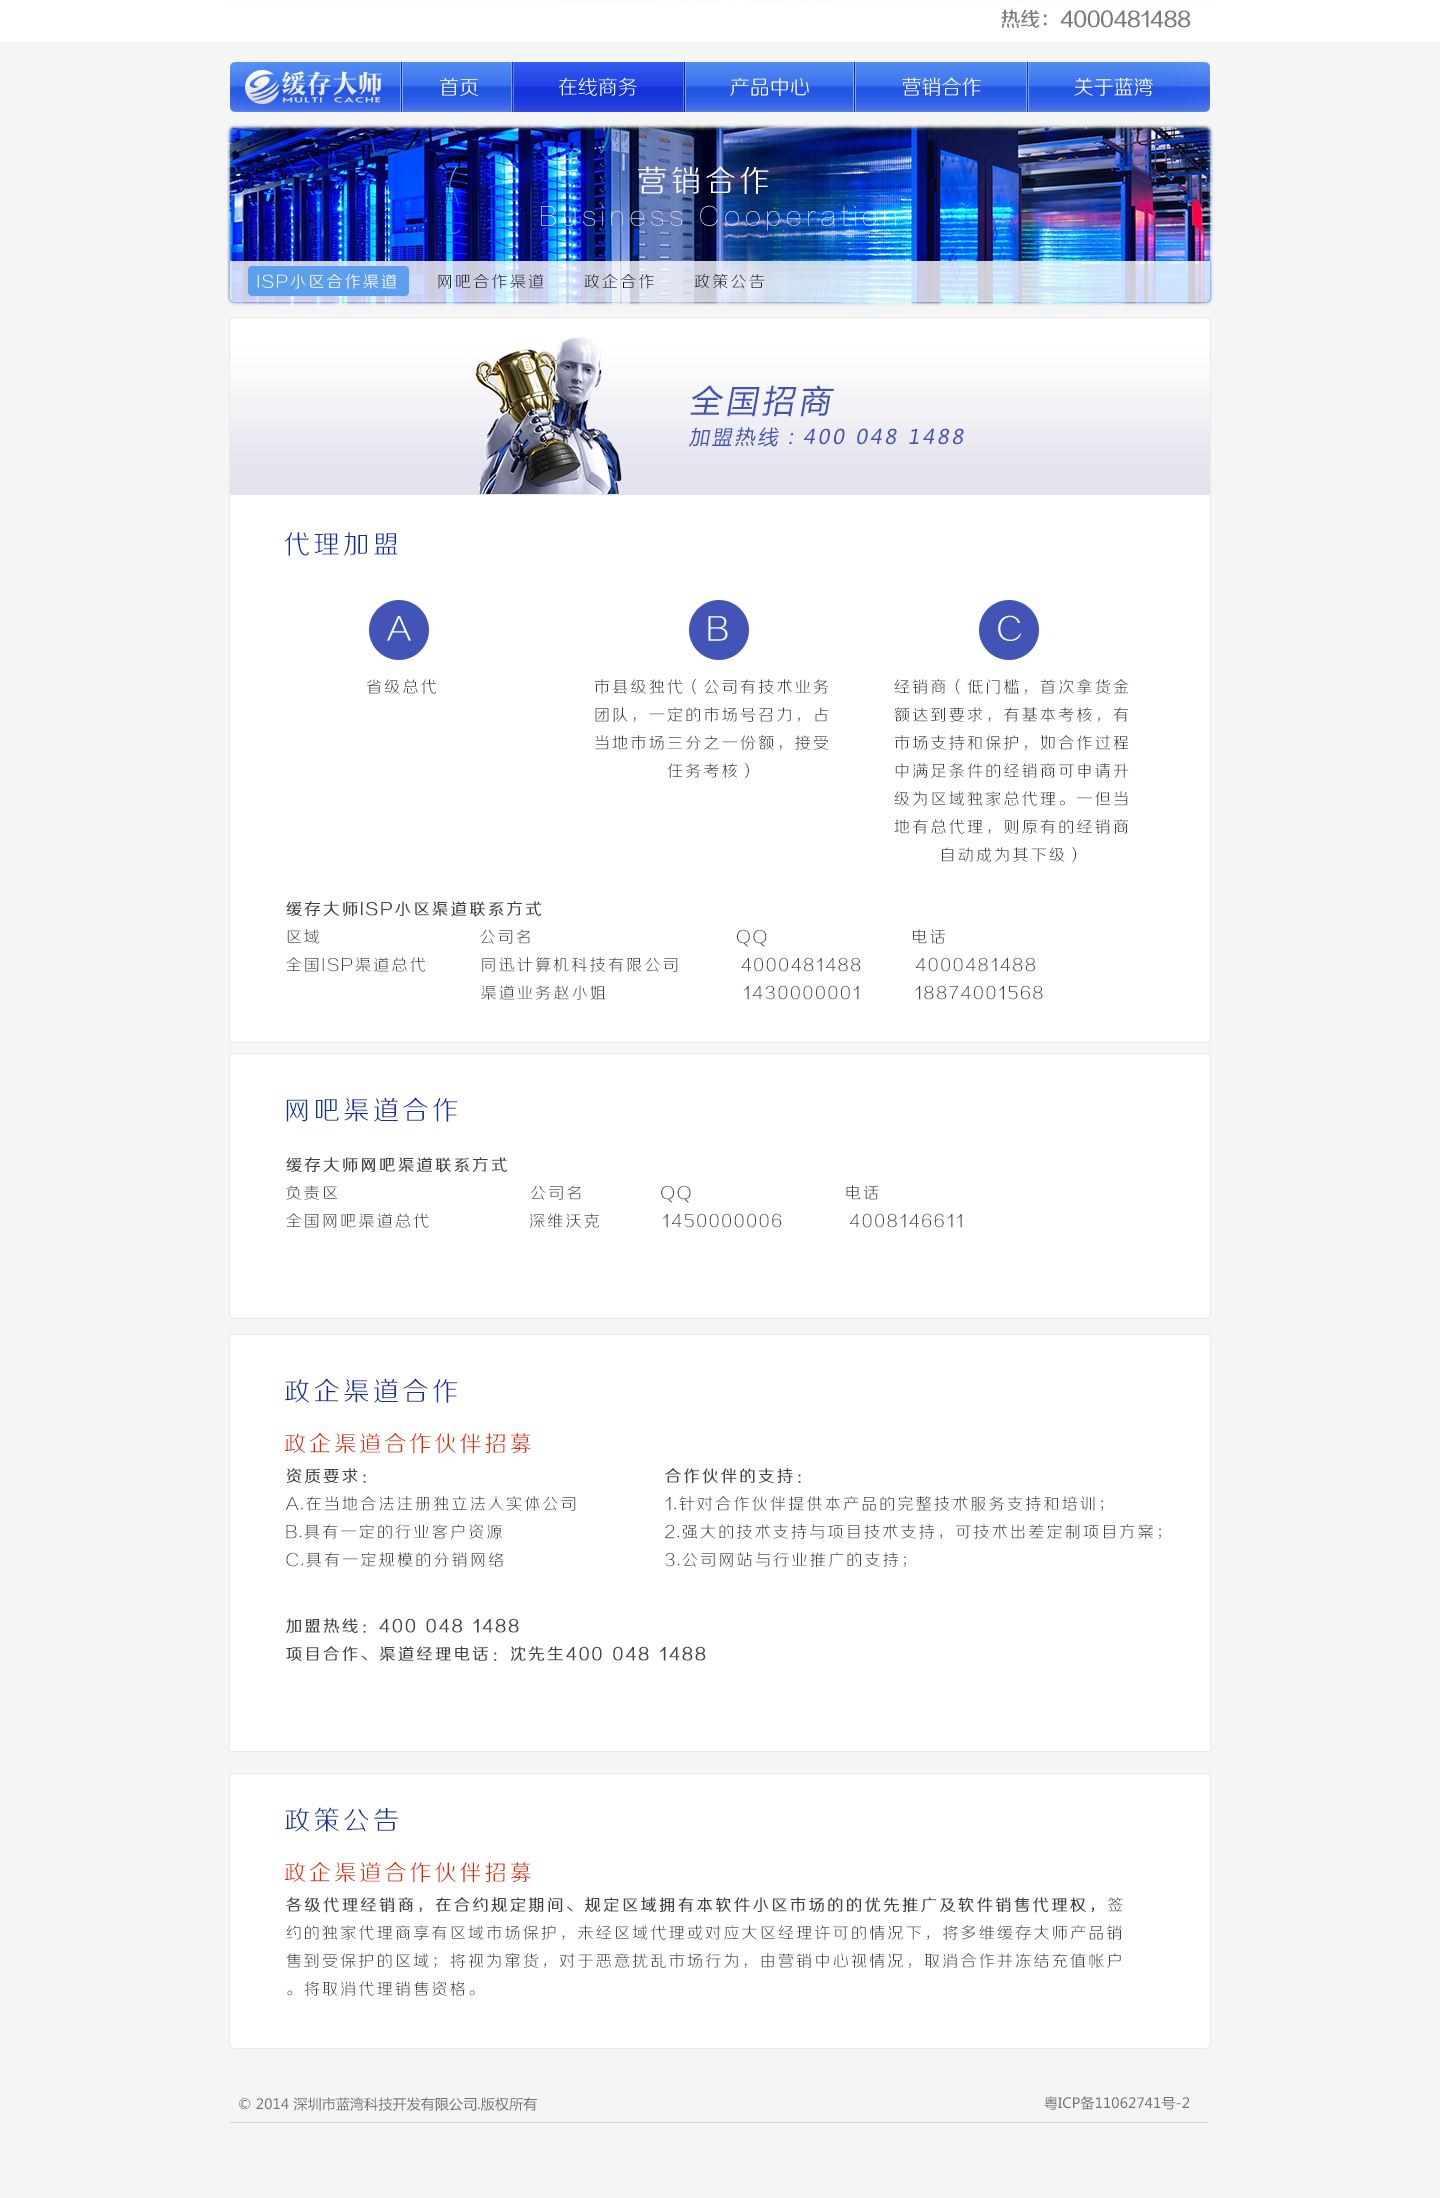 热线：4000481488
缓存大师
MULTI CACHE
首页
在线商务
产品中心
营销合作
关于蓝湾
营销合作
Business Cooperation
ISP小区合作渠道
网吧合作渠道
政企合作
政策公告
全国招商
加盟热线：400 048 1488
代理加盟
A
B
C
省级总代
市县级独代（公司有技术业务
团队，一定的市场号召力，占
当地市场三分之一份额，接受
任务考核）
经销商（低门槛，首次拿货金
额达到要求，有基本考核，有
市场支持和保护，如合作过程
中满足条件的经销商可申请升
级为区域独家总代理。一但当
地有总代理，则原有的经销商
自动成为其下级）
缓存大师ISP小区渠道联系方式
区域 公司名 QQ 电话
全国ISP渠道总代 同迅计算机科技有限公司 4000481488 4000481488
渠道业务赵小姐 1430000001 18874001568
网吧渠道合作
缓存大师网吧渠道联系方式
负责区 公司名 QQ 电话
全国网吧渠道总代 深维沃克 1450000006 4008146611
政企渠道合作
政企渠道合作伙伴招募
资质要求：
A.在当地合法注册独立法人实体公司
B.具有一定的行业客户资源
C.具有一定规模的分销网络
合作伙伴的支持：
1.针对合作伙伴提供本产品的完整技术服务支持和培训；
2.强大的技术支持与项目技术支持，可技术出差定制项目方案；
3.公司网站与行业推广的支持；
加盟热线：400 048 1488
项目合作、渠道经理电话：沈先生400 048 1488
政策公告
政企渠道合作伙伴招募
各级代理经销商，在合约规定期间、规定区域拥有本软件小区市场的的优先推广及软件销售代理权，签
约的独家代理商享有区域市场保护，未经区域代理或对应大区经理许可的情况下，将多维缓存大师产品销
售到受保护的区域；将视为窜货，对于恶意扰乱市场行为，由营销中心视情况，取消合作并冻结充值帐户
。将取消代理销售资格。
© 2014 深圳市蓝湾科技开发有限公司.版权所有
粤ICP备11062741号-2